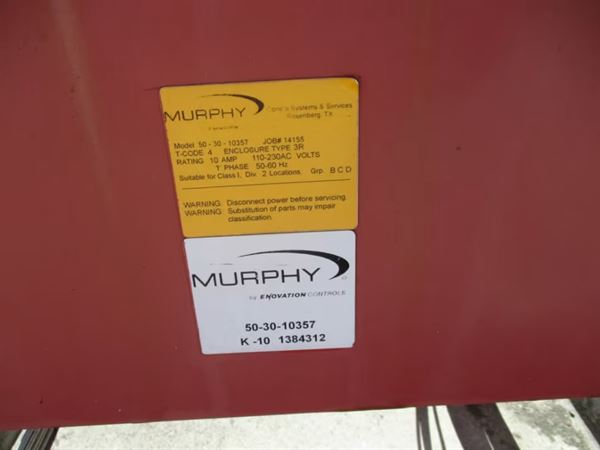 MURPHY Systems & Services
Rosenberg, TX
Model 50-30-10357 JOB# 14155
T-CODE 4 ENCLOSURE TYPE 3R
RATING 10 AMP 110-230AC VOLTS
1' PHASE 50-60 Hz
Suitable for Class I, Div. 2 Locations. Grp. B C D
WARNING: Disconnect power before servicing.
WARNING: Substitution of parts may impair
classification.
MURPHY
by ENOVATION CONTROLS
50-30-10357
K -10 1384312